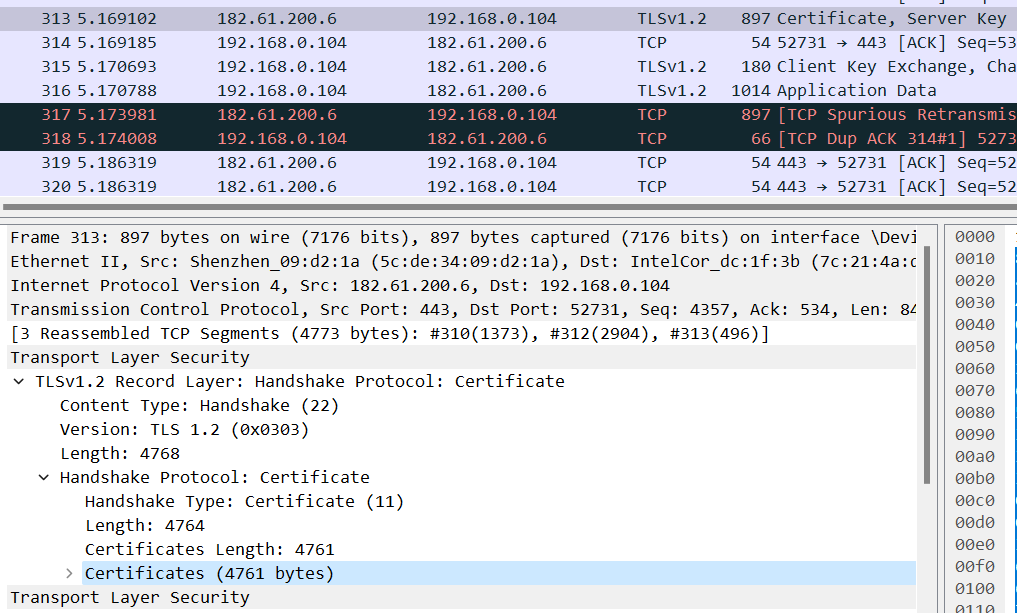 313 5.169102 182.61.200.6 192.168.0.104 TLSv1.2 897 Certificate, Server Key
314 5.169185 192.168.0.104 182.61.200.6 TCP 54 52731 → 443 [ACK] Seq=53
315 5.170693 192.168.0.104 182.61.200.6 TLSv1.2 180 Client Key Exchange, Cha
316 5.170788 192.168.0.104 182.61.200.6 TLSv1.2 1014 Application Data
317 5.173981 182.61.200.6 192.168.0.104 TCP 897 [TCP Spurious Retransmis
318 5.174008 192.168.0.104 182.61.200.6 TCP 66 [TCP Dup ACK 314#1] 5273
319 5.186319 182.61.200.6 192.168.0.104 TCP 54 443 → 52731 [ACK] Seq=52
320 5.186319 182.61.200.6 192.168.0.104 TCP 54 443 → 52731 [ACK] Seq=52
Frame 313: 897 bytes on wire (7176 bits), 897 bytes captured (7176 bits) on interface \Devi
Ethernet II, Src: Shenzhen_09:d2:1a (5c:de:34:09:d2:1a), Dst: IntelCor_dc:1f:3b (7c:21:4a:d
Internet Protocol Version 4, Src: 182.61.200.6, Dst: 192.168.0.104
Transmission Control Protocol, Src Port: 443, Dst Port: 52731, Seq: 4357, Ack: 534, Len: 84
[3 Reassembled TCP Segments (4773 bytes): #310(1373), #312(2904), #313(496)]
Transport Layer Security
TLSv1.2 Record Layer: Handshake Protocol: Certificate
Content Type: Handshake (22)
Version: TLS 1.2 (0x0303)
Length: 4768
Handshake Protocol: Certificate
Handshake Type: Certificate (11)
Length: 4764
Certificates Length: 4761
Certificates (4761 bytes)
Transport Layer Security
0000
0010
0020
0030
0040
0050
0060
0070
0080
0090
00a0
00b0
00c0
00d0
00e0
00f0
0100
0110